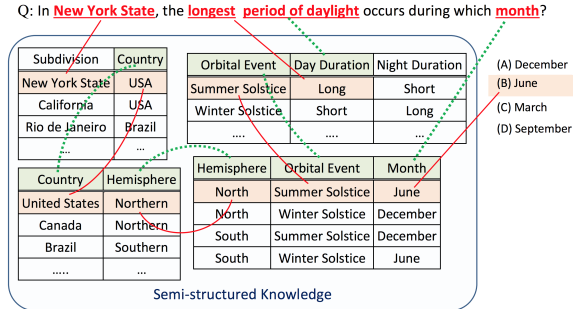 Q: In New York State, the longest period of daylight occurs during which month?
Subdivision Country
New York State USA
California USA
Rio de Janeiro Brazil
.... ...
Orbital Event Day Duration Night Duration
Summer Solstice Long Short
Winter Solstice Short Long
.... .... ...
(A) December
(B) June
(C) March
(D) September
Country Hemisphere
United States Northern
Canada Northern
Brazil Southern
..... ...
Hemisphere Orbital Event Month
North Summer Solstice June
North Winter Solstice December
South Summer Solstice December
South Winter Solstice June
Semi-structured Knowledge